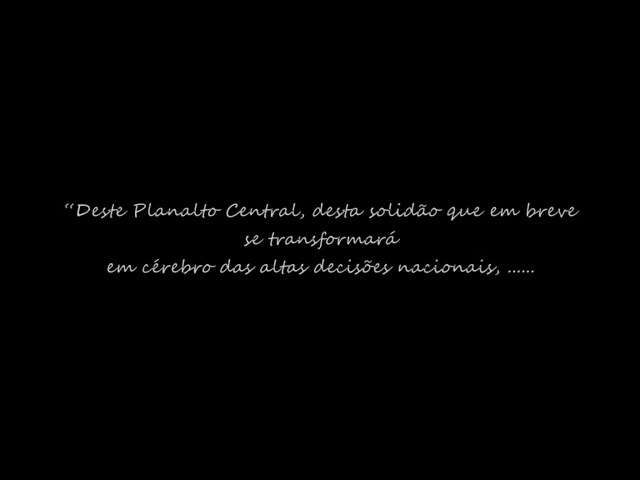 “Deste Planalto Central, desta solidão que em breve
se transformará
em cérebro das altas decisões nacionais, ......